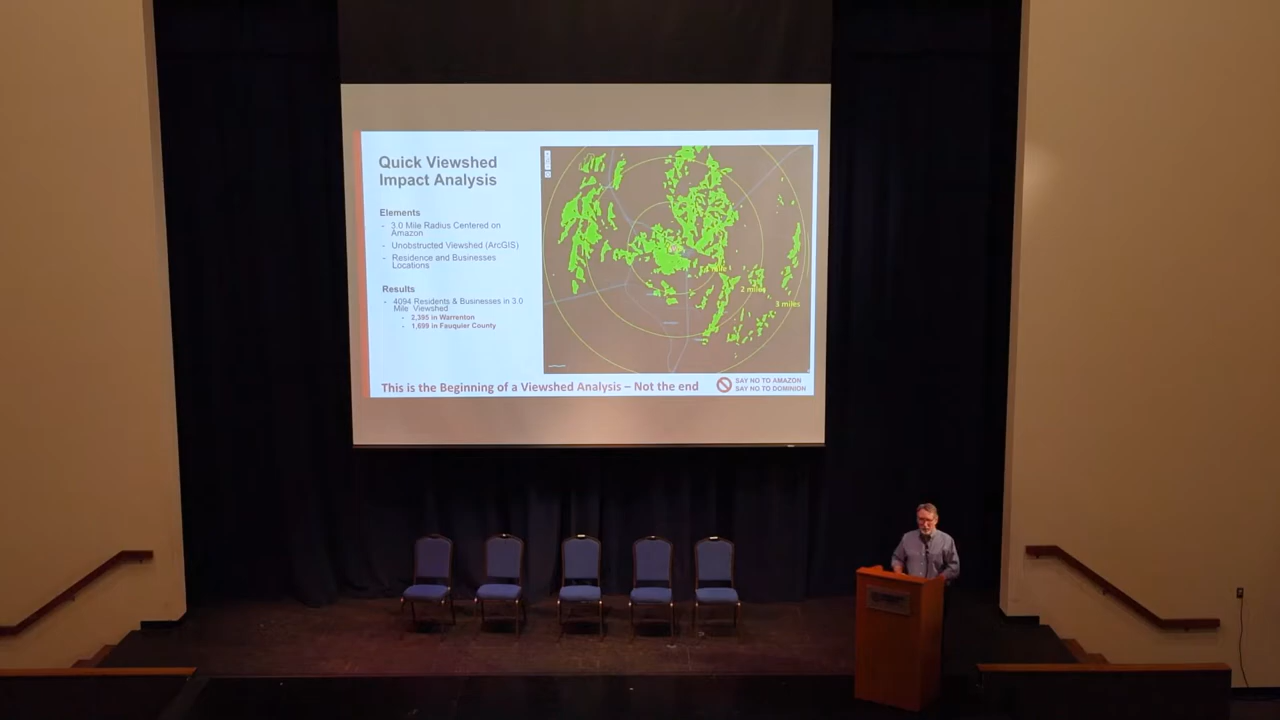 Quick Viewshed
Impact Analysis
Elements
- 3.0 Mile Radius Centered on
Amazon
- Unobstructed Viewshed (ArcGIS)
- Residence and Businesses
Locations
Results
- 4094 Residents & Businesses in 3.0
Mile Viewshed
- 2,395 in Warrenton
- 1,699 in Fauquier County
2 miles
3 miles
This is the Beginning of a Viewshed Analysis – Not the end
SAY NO TO AMAZON
SAY NO TO DOMINION